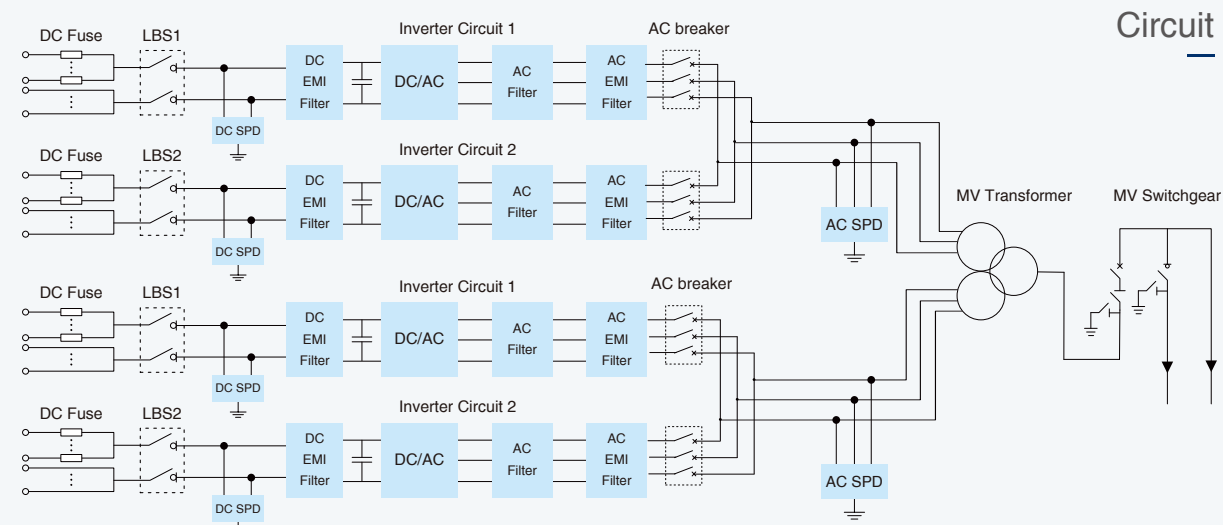 Circuit
DC Fuse LBS1 Inverter Circuit 1 AC breaker
DC
EMI
Filter
DC/AC
AC
Filter
AC
EMI
Filter
DC SPD
DC Fuse LBS2 Inverter Circuit 2
DC
EMI
Filter
DC/AC
AC
Filter
AC
EMI
Filter
DC SPD
AC SPD
MV Transformer MV Switchgear
DC Fuse LBS1 Inverter Circuit 1 AC breaker
DC
EMI
Filter
DC/AC
AC
Filter
AC
EMI
Filter
DC SPD
DC Fuse LBS2 Inverter Circuit 2
DC
EMI
Filter
DC/AC
AC
Filter
AC
EMI
Filter
DC SPD
AC SPD